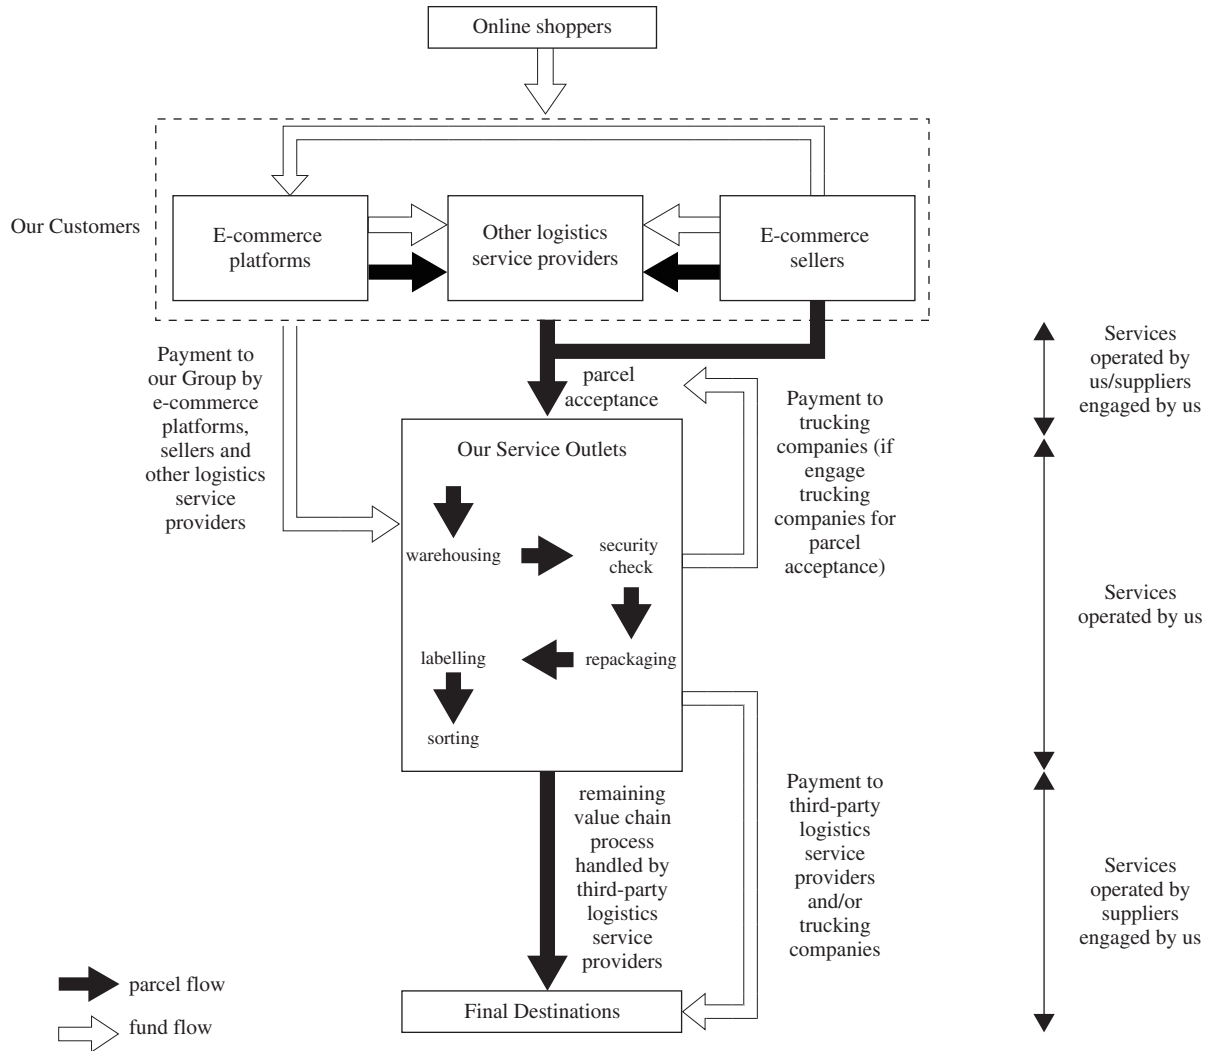 Online shoppers
Our Customers
E-commerce
platforms
Other logistics
service providers
E-commerce
sellers
Payment to
our Group by
e-commerce
platforms,
sellers and
other logistics
service
providers
parcel
acceptance
Payment to
trucking
companies (if
engage
trucking
companies for
parcel
acceptance)
Services
operated by
us/suppliers
engaged by us
Our Service Outlets
warehousing
security
check
repackaging
labelling
sorting
Services
operated by us
remaining
value chain
process
handled by
third-party
logistics
service
providers
Payment to
third-party
logistics
service
providers
and/or
trucking
companies
Services
operated by
suppliers
engaged by us
Final Destinations
parcel flow
fund flow